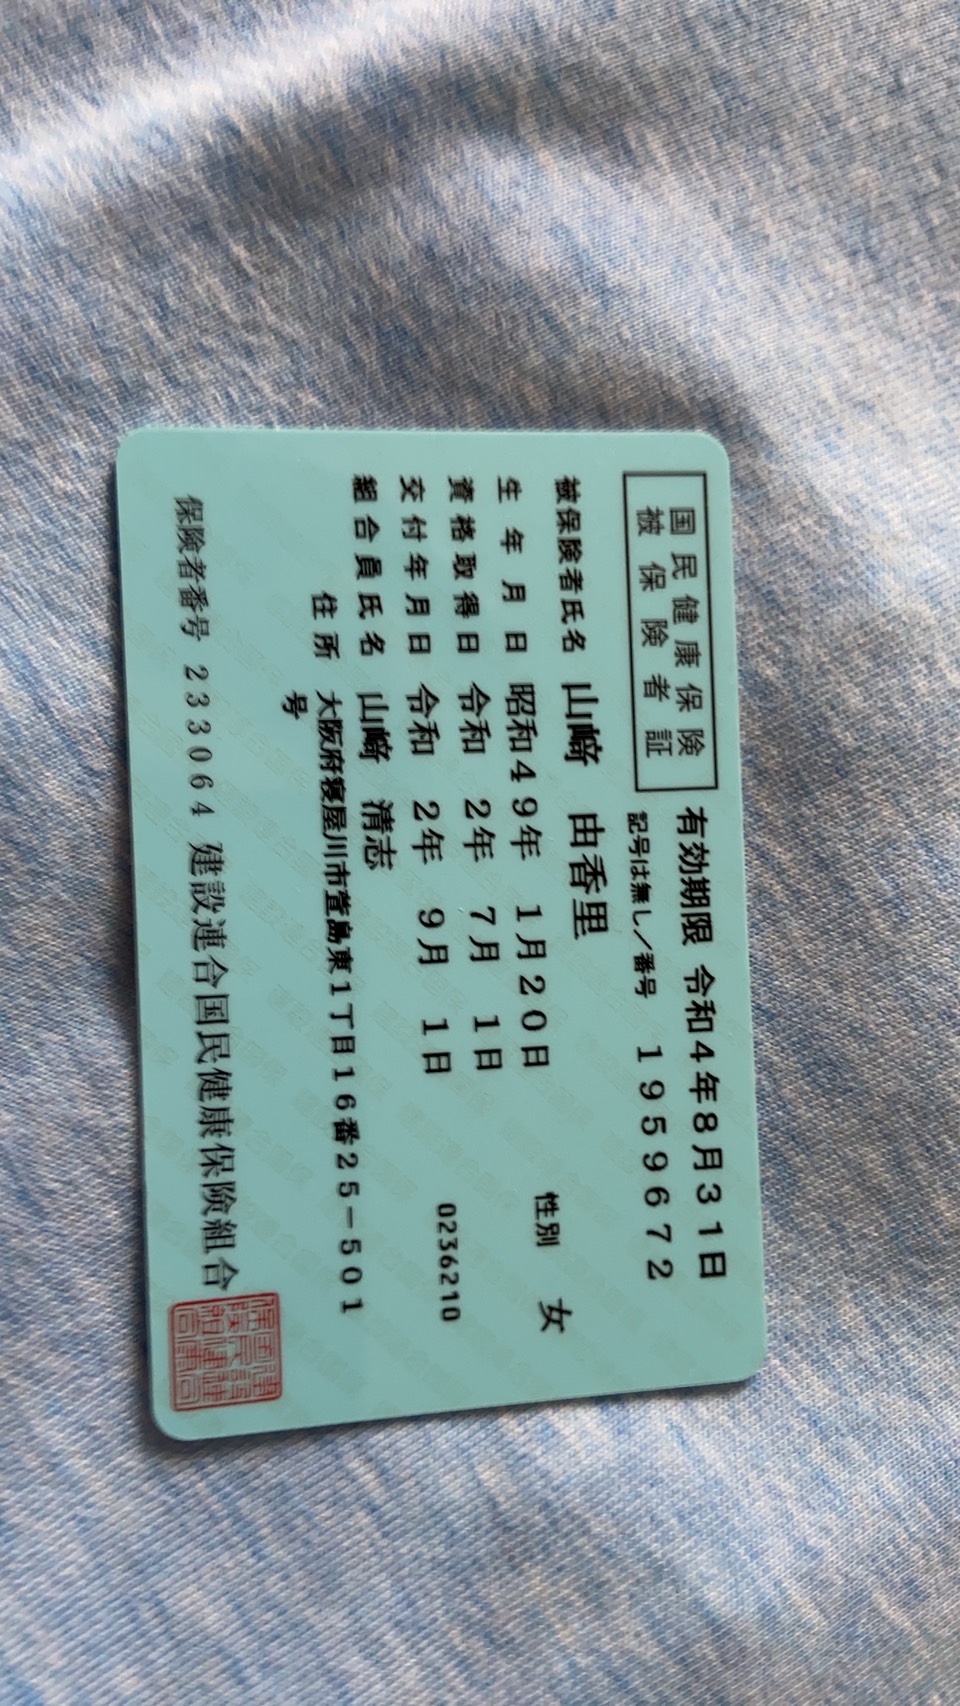 国民健康保険
被保険者証
有効期限 令和4年8月31日
記号は無し/番号 1959672
被保険者氏名 山﨑 由香里
生年月日 昭和49年 1月20日 性別 女
資格取得日 令和 2年 7月 1日
交付年月日 令和 2年 9月 1日 0236210
組合員氏名 山﨑 清志
住所 大阪府寝屋川市萱島東1丁目16番25-501
号
保険者番号 233064 建設連合国民健康保険組合